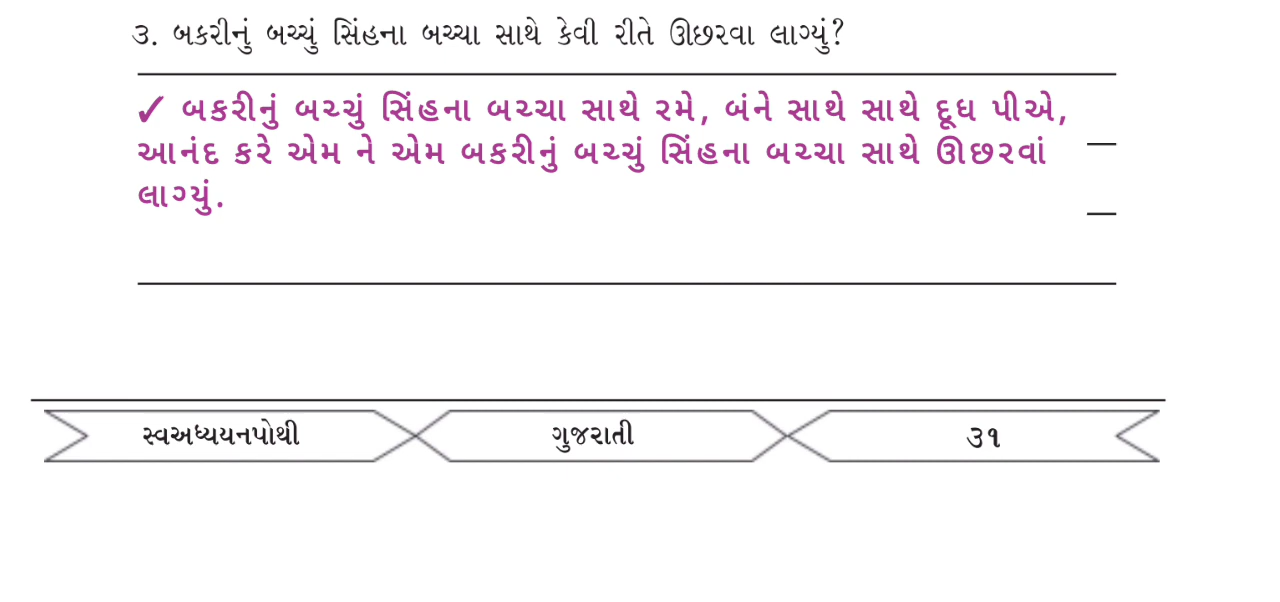 ૩. બકરીનું બચ્ચું સિંહના બચ્ચા સાથે કેવી રીતે ઊછરવા લાગ્યું?
✓ બકરીનું બચ્ચું સિંહના બચ્ચા સાથે રમે, બંને સાથે સાથે દૂધ પીએ,
આનંદ કરે એમ ને એમ બકરીનું બચ્ચું સિંહના બચ્ચા સાથે ઊછરવાં
લાગ્યું.
સ્વઅધ્યયનપોથી ગુજરાતી ૩૧